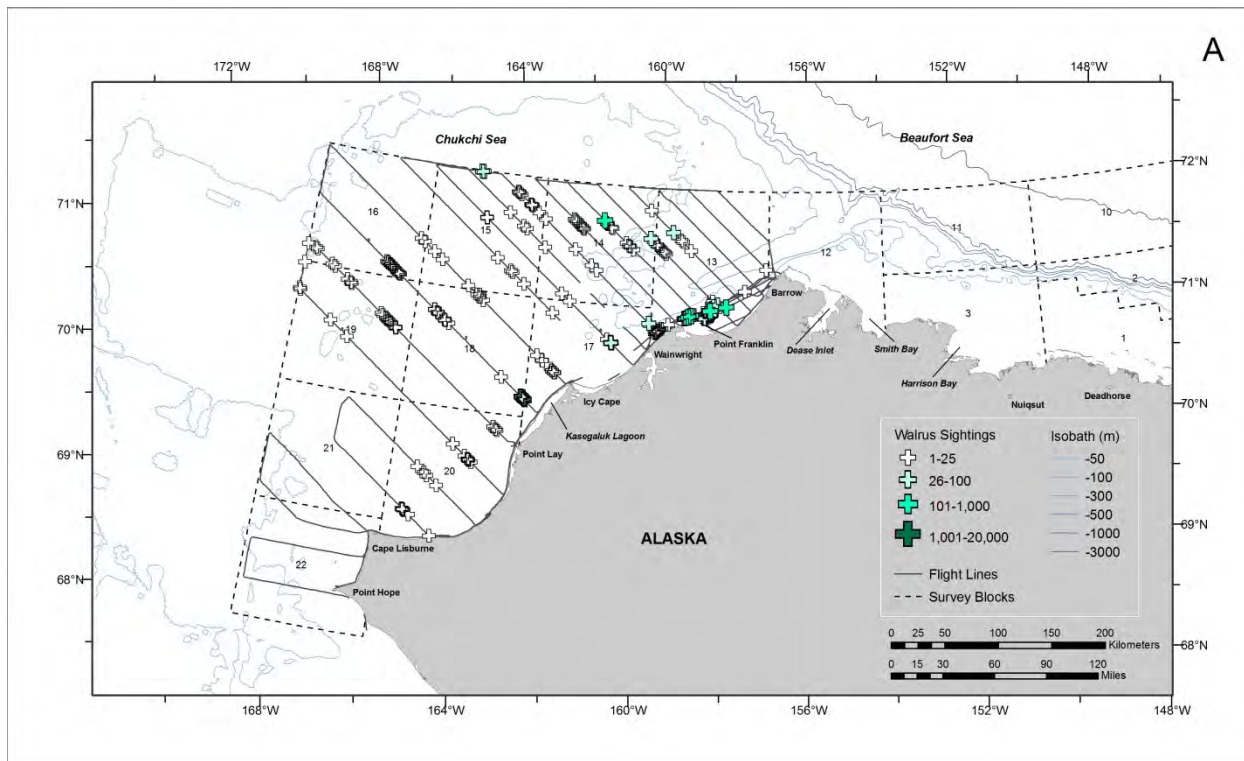 A
172°W 168°W 164°W 160°W 156°W 152°W 148°W
Chukchi Sea
Beaufort Sea
72°N
72°N
71°N
71°N
70°N
70°N
69°N
69°N
68°N
68°N
16
15
14
13
12
11
10
2
3
1
19
18
17
21
20
22
Barrow
Point Franklin
Wainwright
Dease Inlet
Smith Bay
Harrison Bay
Nuiqsut
Deadhorse
Icy Cape
Kasegaluk Lagoon
Point Lay
Cape Lisburne
Point Hope
ALASKA
Walrus Sightings
1-25
26-100
101-1,000
1,001-20,000
Flight Lines
Survey Blocks
Isobath (m)
-50
-100
-300
-500
-1000
-3000
0 25 50 100 150 200
Kilometers
0 15 30 60 90 120
Miles
168°W 164°W 160°W 156°W 152°W 148°W